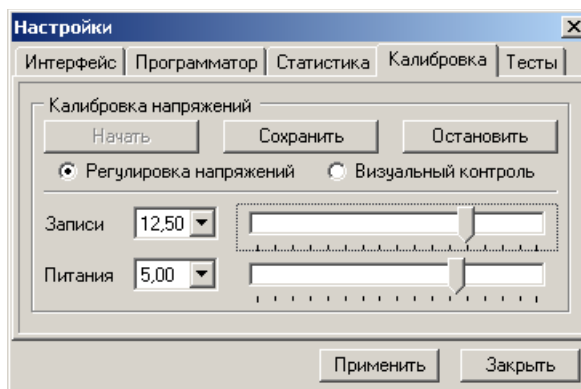 Настройки
Интерфейс Программатор Статистика Калибровка Тесты
Калибровка напряжений
Начать Сохранить Остановить
Регулировка напряжений Визуальный контроль
Записи 12,50
Питания 5,00
Применить Закрыть